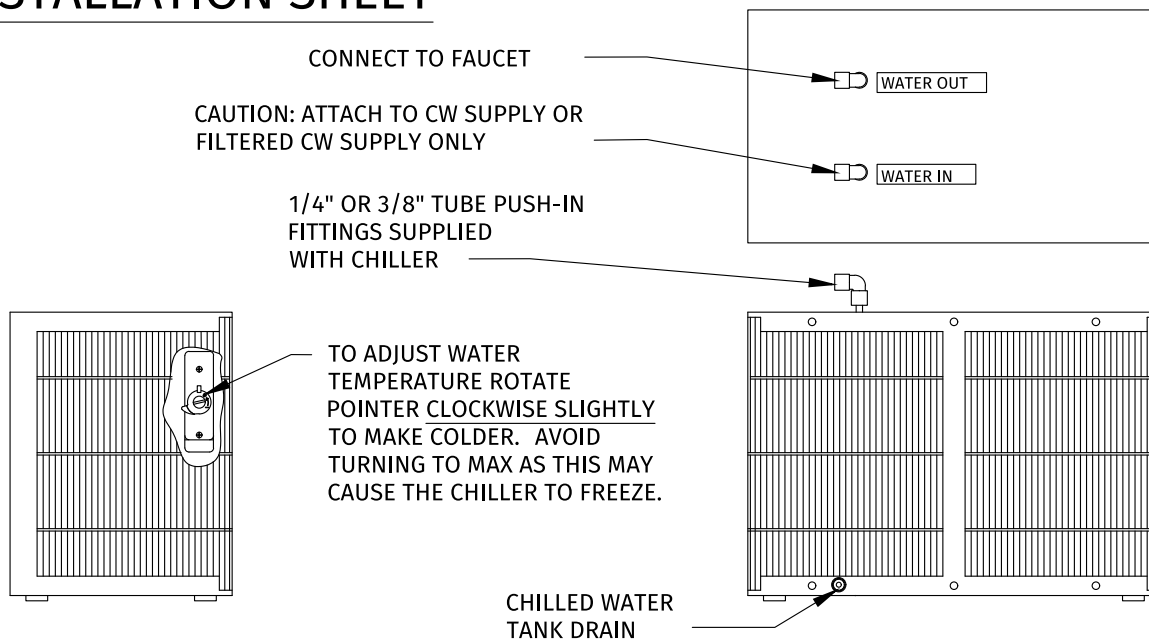 STALLATION SHEET
CONNECT TO FAUCET
WATER OUT
CAUTION: ATTACH TO CW SUPPLY OR
FILTERED CW SUPPLY ONLY
WATER IN
1/4" OR 3/8" TUBE PUSH-IN
FITTINGS SUPPLIED
WITH CHILLER
TO ADJUST WATER
TEMPERATURE ROTATE
POINTER CLOCKWISE SLIGHTLY
TO MAKE COLDER. AVOID
TURNING TO MAX AS THIS MAY
CAUSE THE CHILLER TO FREEZE.
CHILLED WATER
TANK DRAIN